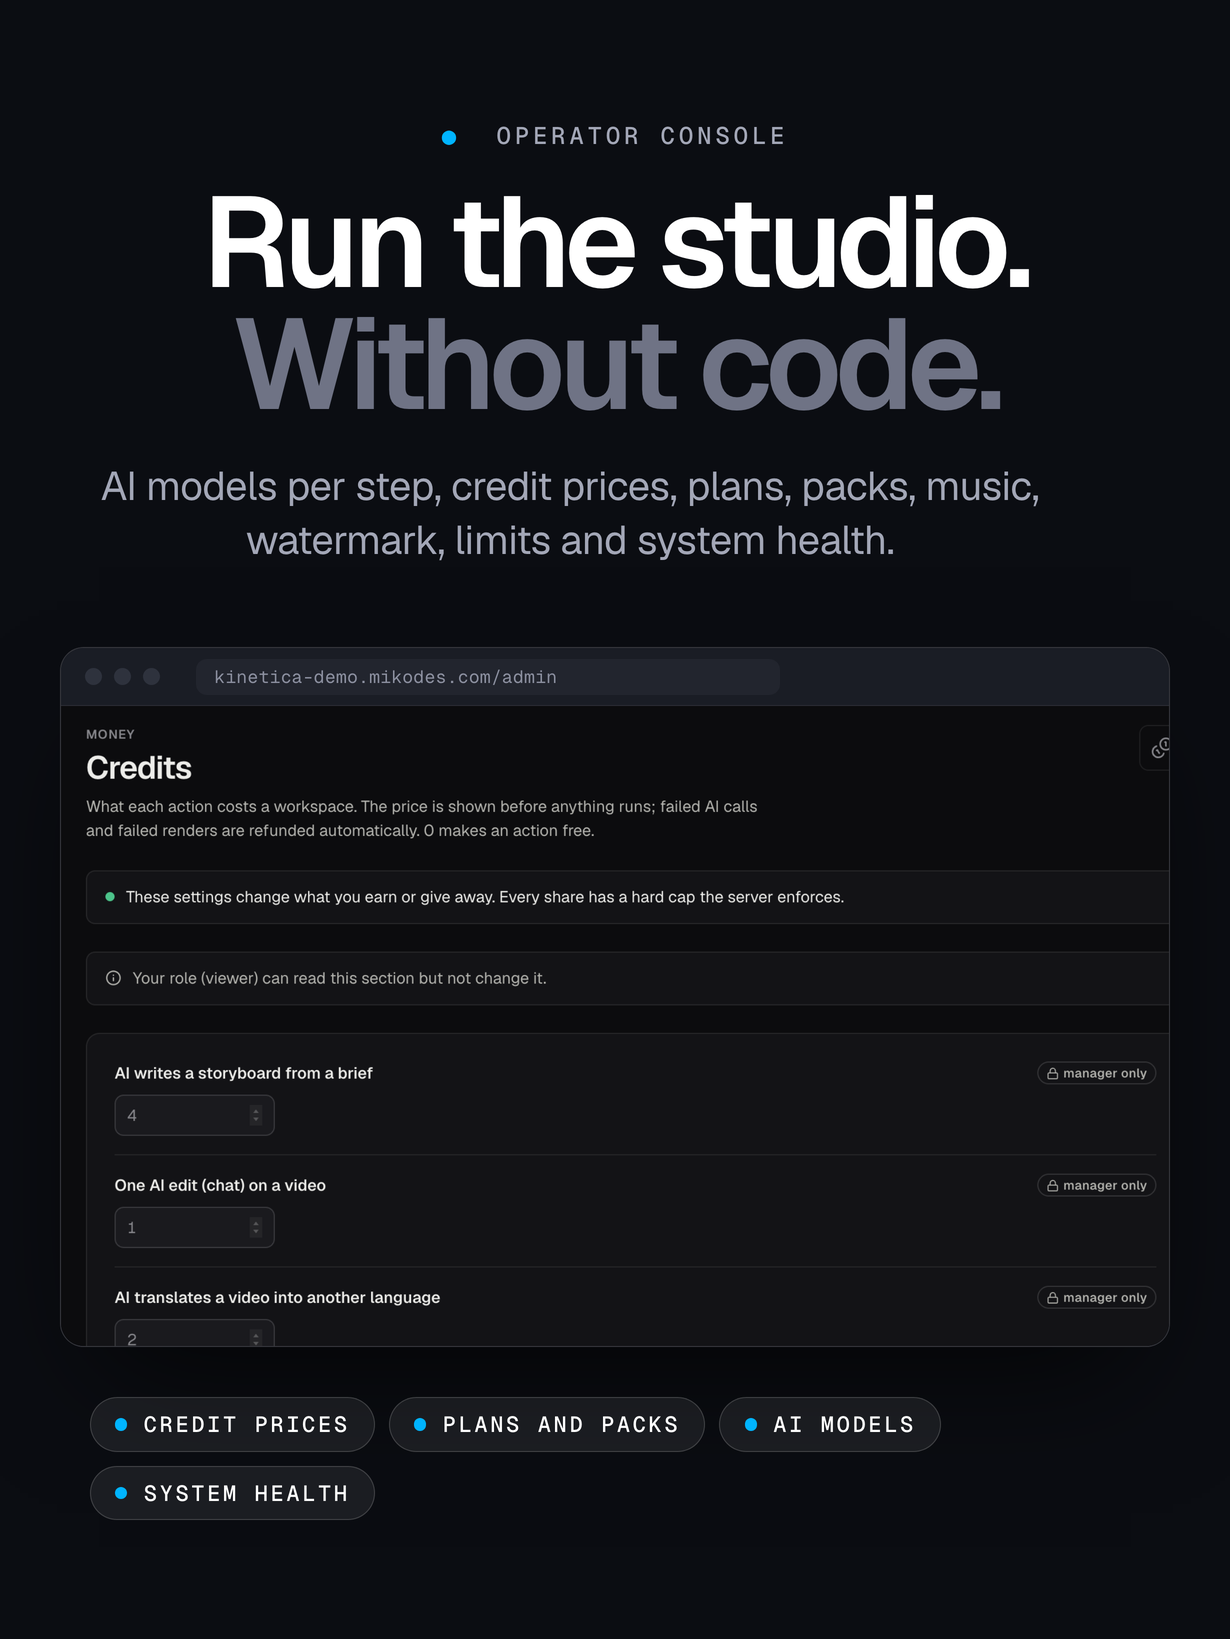 OPERATOR CONSOLE
Run the studio.
Without code.
AI models per step, credit prices, plans, packs, music,
watermark, limits and system health.
kinetica-demo.mikodes.com/admin
MONEY
Credits
What each action costs a workspace. The price is shown before anything runs; failed AI calls
and failed renders are refunded automatically. 0 makes an action free.
These settings change what you earn or give away. Every share has a hard cap the server enforces.
Your role (viewer) can read this section but not change it.
AI writes a storyboard from a brief
manager only
4
One AI edit (chat) on a video
manager only
1
AI translates a video into another language
manager only
2
CREDIT PRICES
PLANS AND PACKS
AI MODELS
SYSTEM HEALTH